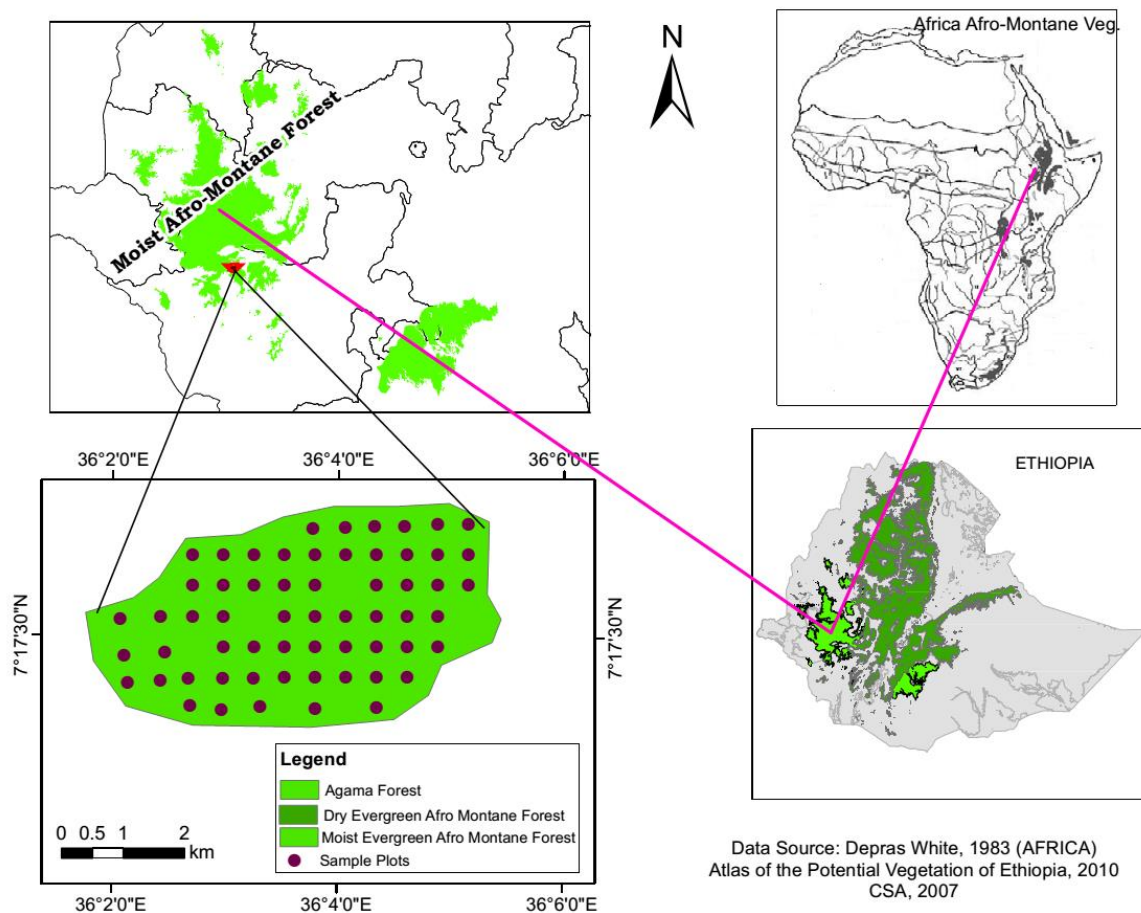 Africa Afro-Montane Veg.
N
Moist Afro-Montane Forest
ETHIOPIA
36°2'0"E 36°4'0"E 36°6'0"E
7°17'30"N 7°17'30"N
Legend
Agama Forest
Dry Evergreen Afro Montane Forest
Moist Evergreen Afro Montane Forest
Sample Plots
0 0.5 1 2
km
36°2'0"E 36°4'0"E 36°6'0"E
Data Source: Depras White, 1983 (AFRICA)
Atlas of the Potential Vegetation of Ethiopia, 2010
CSA, 2007